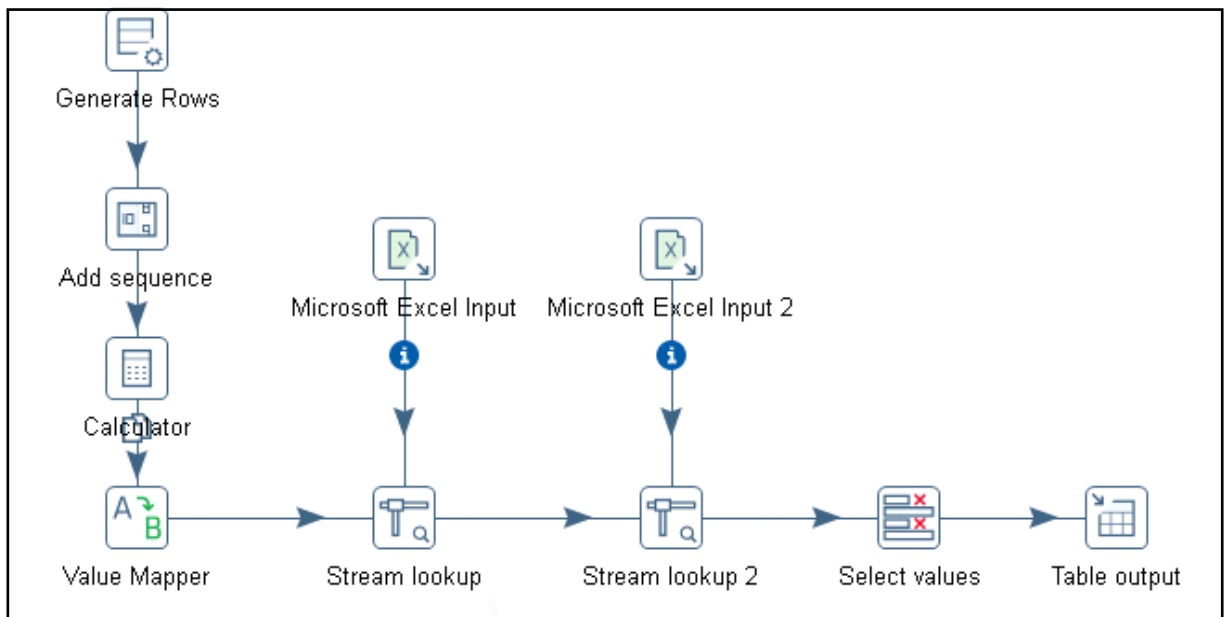 Generate Rows
Add sequence
Microsoft Excel Input
Microsoft Excel Input 2
i
i
Calculator
A
B
Value Mapper
Stream lookup
Stream lookup 2
Select values
Table output